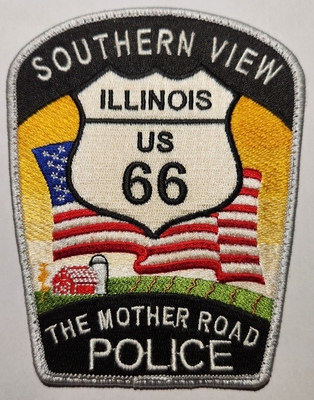 SOUTHERN VIEW
ILLINOIS
US
66
THE MOTHER ROAD
POLICE